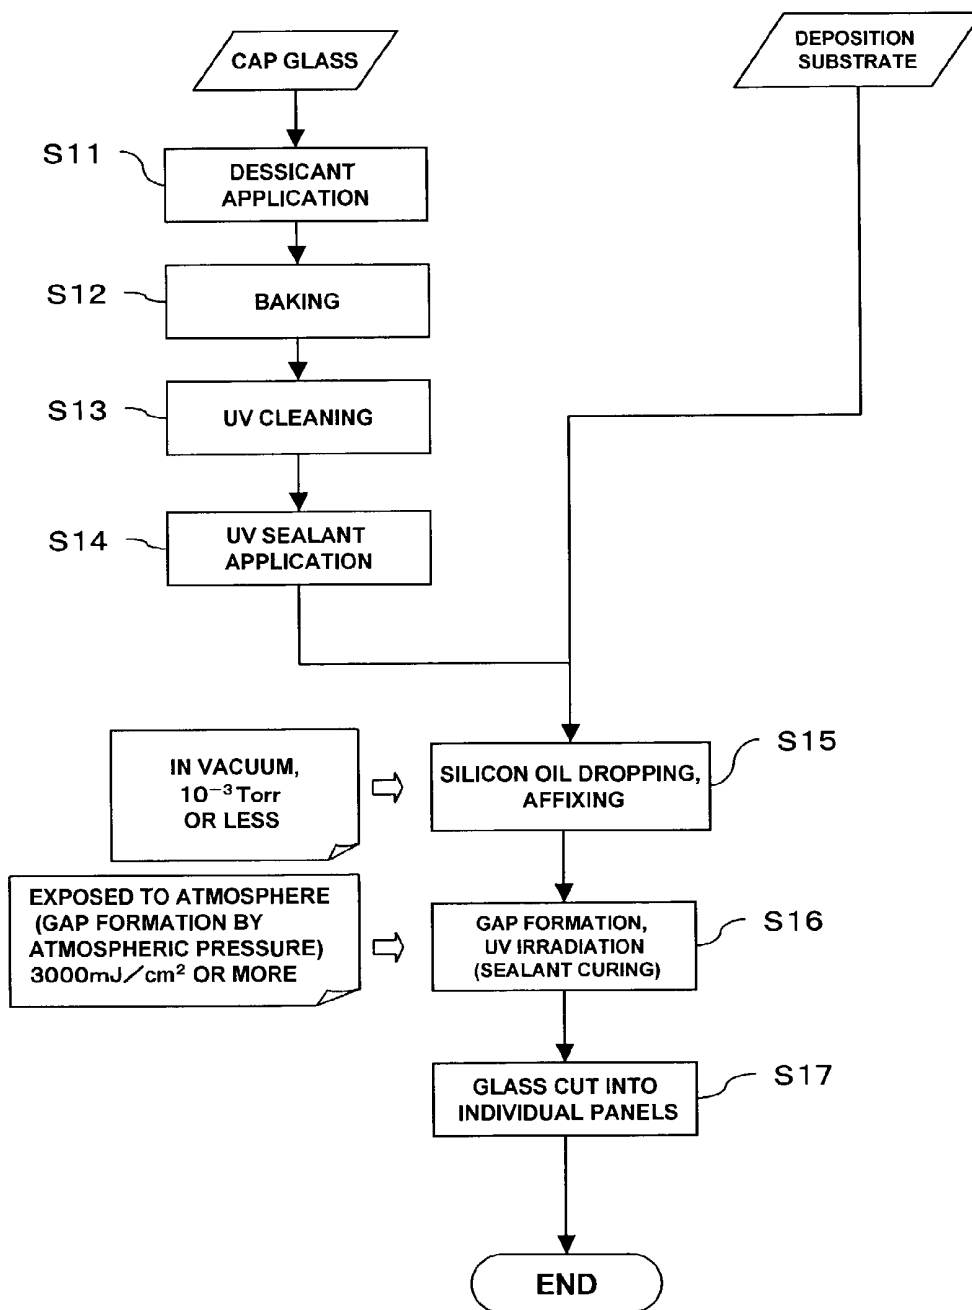 CAP GLASS
DEPOSITION
SUBSTRATE
S11
DESSICANT
APPLICATION
S12
BAKING
S13
UV CLEANING
S14
UV SEALANT
APPLICATION
IN VACUUM,
10⁻³ Torr
OR LESS
SILICON OIL DROPPING,
AFFIXING
S15
EXPOSED TO ATMOSPHERE
(GAP FORMATION BY
ATMOSPHERIC PRESSURE)
3000mJ/cm² OR MORE
GAP FORMATION,
UV IRRADIATION
(SEALANT CURING)
S16
GLASS CUT INTO
INDIVIDUAL PANELS
S17
END